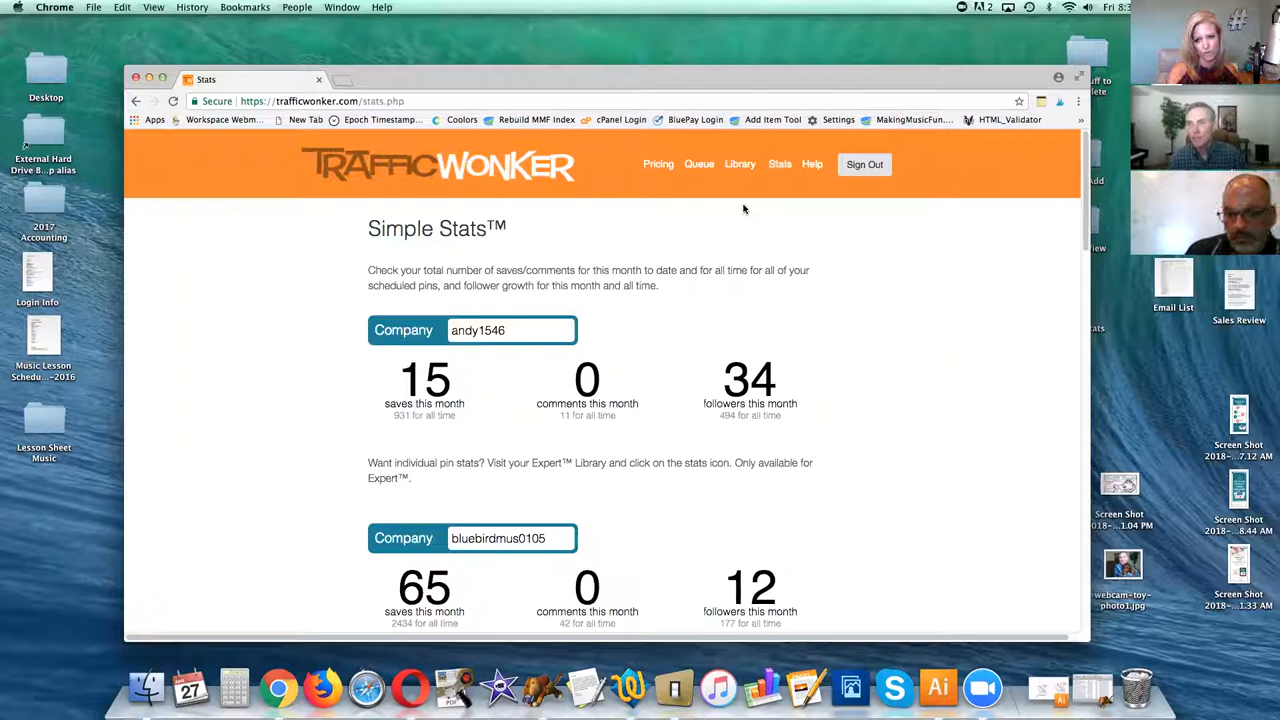 Chrome File Edit View History Bookmarks People Window Help
2
Fri 8:3
Stats
Secure https://trafficwonker.com/stats.php
Apps Workspace Webm... New Tab Epoch Timestamp... Coolors Rebuild MMF Index cPanel Login BluePay Login Add Item Tool Settings MakingMusicFun.... HTML_Validator
TRAFFICWONKER
Pricing Queue Library Stats Help Sign Out
Simple Stats™
Check your total number of saves/comments for this month to date and for all time for all of your
scheduled pins, and follower growth for this month and all time.
Company andy1546
15 0 34
saves this month comments this month followers this month
931 for all time 11 for all time 494 for all time
Want individual pin stats? Visit your Expert™ Library and click on the stats icon. Only available for
Expert™.
Company bluebirdmus0105
65 0 12
saves this month comments this month followers this month
2434 for all time 42 for all time 177 for all time
Desktop
External Hard
Drive B...p alias
2017
Accounting
Login Info
Music Lesson
Schedu...-2016
Lesson Sheet
Music
#
Email List
Sales Review
Screen Shot
2018-...7.12 AM
Screen Shot
2018-...8.44 AM
Screen Shot
2018-...1.33 AM
Screen Shot
2018-...1.04 PM
webcam-toy-
photo1.jpg
APR
27
PDF
S
Ai